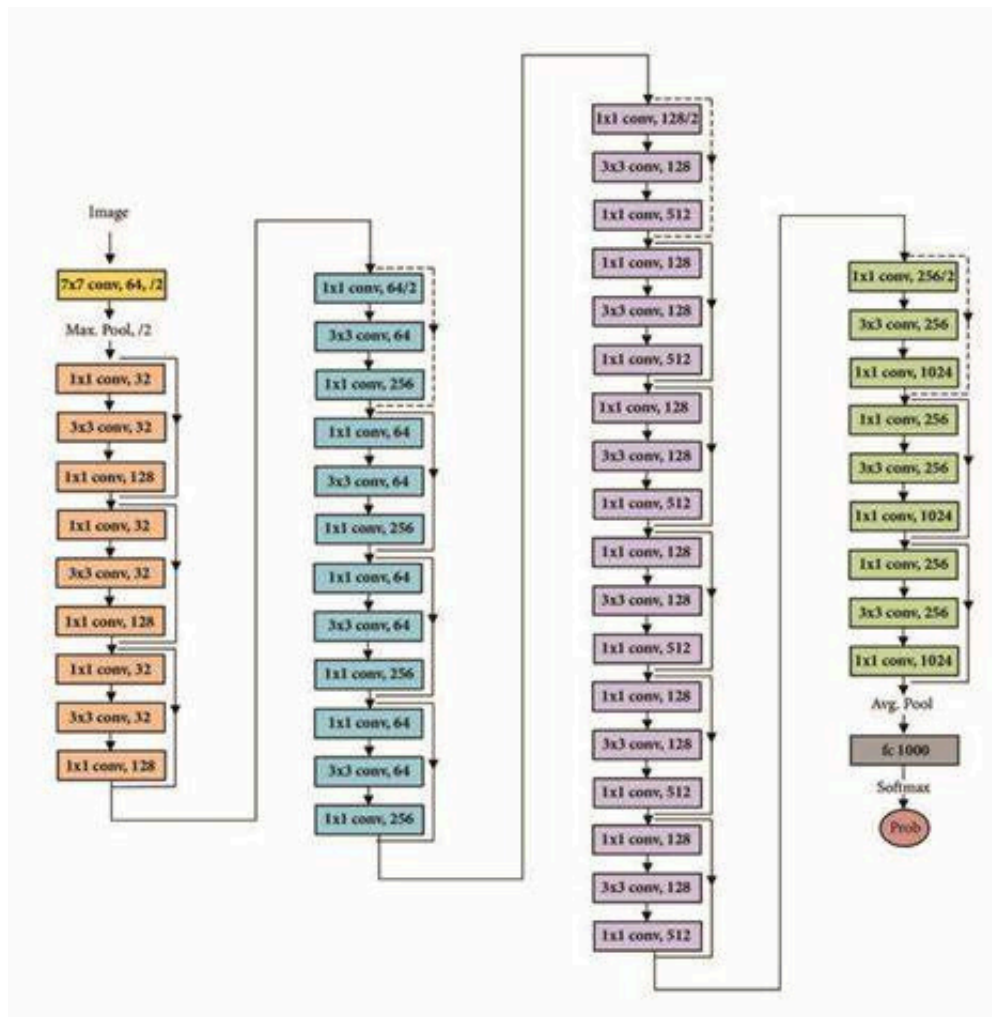 Image
7x7 conv, 64, /2
Max. Pool, /2
1x1 conv, 32
3x3 conv, 32
1x1 conv, 128
1x1 conv, 32
3x3 conv, 32
1x1 conv, 128
1x1 conv, 32
3x3 conv, 32
1x1 conv, 128
1x1 conv, 64/2
3x3 conv, 64
1x1 conv, 256
1x1 conv, 64
3x3 conv, 64
1x1 conv, 256
1x1 conv, 64
3x3 conv, 64
1x1 conv, 256
1x1 conv, 64
3x3 conv, 64
1x1 conv, 256
1x1 conv, 128/2
3x3 conv, 128
1x1 conv, 512
1x1 conv, 128
3x3 conv, 128
1x1 conv, 512
1x1 conv, 128
3x3 conv, 128
1x1 conv, 512
1x1 conv, 128
3x3 conv, 128
1x1 conv, 512
1x1 conv, 128
3x3 conv, 128
1x1 conv, 512
1x1 conv, 128
3x3 conv, 128
1x1 conv, 512
1x1 conv, 256/2
3x3 conv, 256
1x1 conv, 1024
1x1 conv, 256
3x3 conv, 256
1x1 conv, 1024
1x1 conv, 256
3x3 conv, 256
1x1 conv, 1024
Avg. Pool
fc 1000
Softmax
Prob